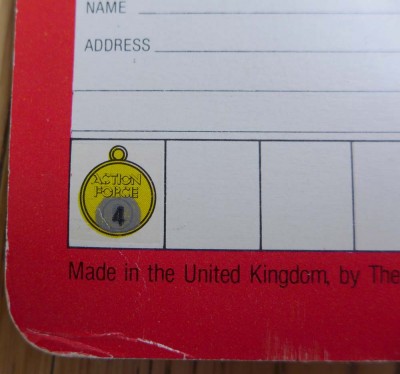 NAME
ADDRESS
ACTION
FORCE
4
Made in the United Kingdom, by The